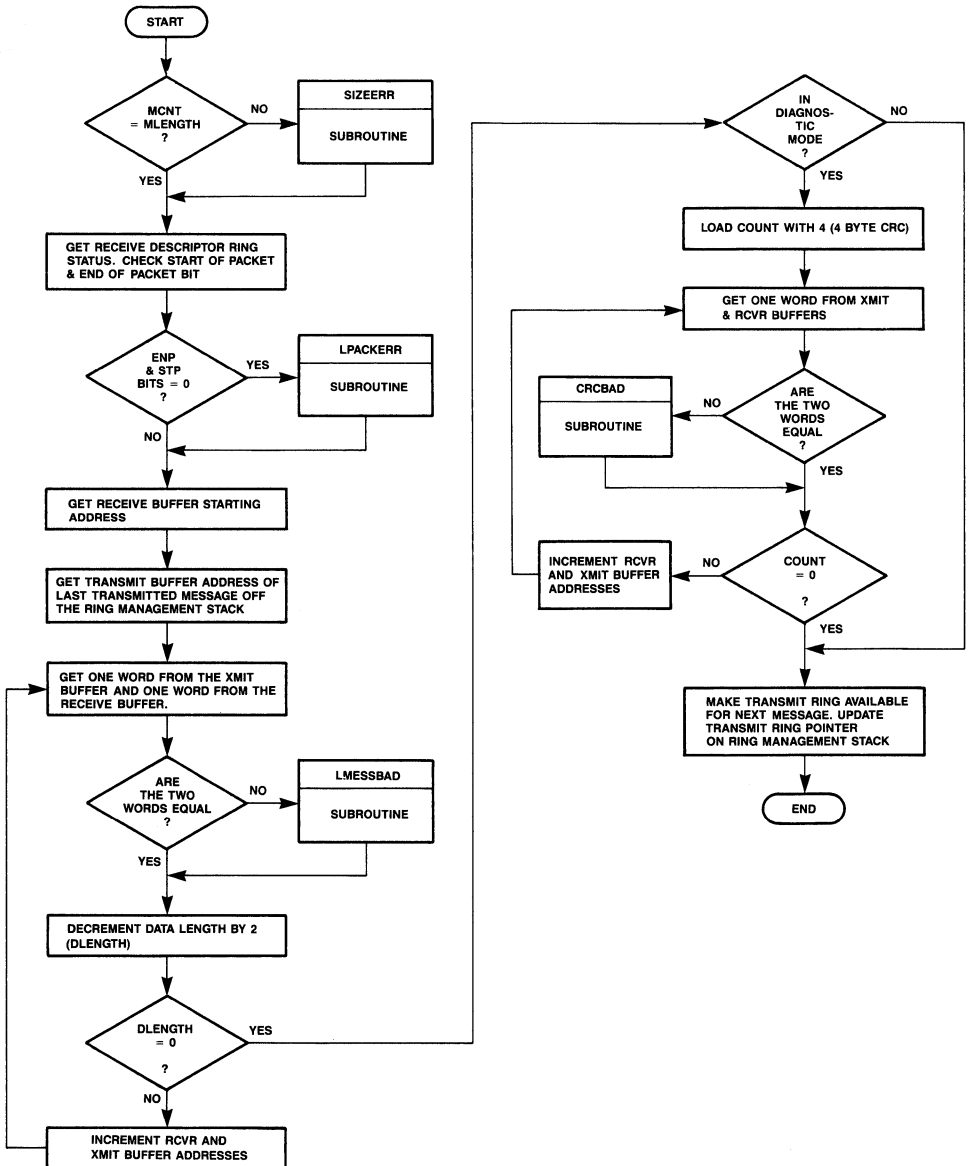 START
MCNT
= MLENGTH
?
NO
YES
SIZEERR
SUBROUTINE
GET RECEIVE DESCRIPTOR RING
STATUS. CHECK START OF PACKET
& END OF PACKET BIT
ENP
& STP
BITS = 0
?
YES
NO
LPACKERR
SUBROUTINE
GET RECEIVE BUFFER STARTING
ADDRESS
GET TRANSMIT BUFFER ADDRESS OF
LAST TRANSMITTED MESSAGE OFF
THE RING MANAGEMENT STACK
GET ONE WORD FROM THE XMIT
BUFFER AND ONE WORD FROM THE
RECEIVE BUFFER.
ARE
THE TWO
WORDS EQUAL
?
NO
YES
LMESSBAD
SUBROUTINE
DECREMENT DATA LENGTH BY 2
(DLENGTH)
DLENGTH
= 0
?
YES
NO
INCREMENT RCVR AND
XMIT BUFFER ADDRESSES
IN
DIAGNOS-
TIC
MODE
?
NO
YES
LOAD COUNT WITH 4 (4 BYTE CRC)
GET ONE WORD FROM XMIT
& RCVR BUFFERS
ARE
THE TWO
WORDS
EQUAL
?
NO
YES
CRCBAD
SUBROUTINE
COUNT
= 0
?
NO
YES
INCREMENT RCVR
AND XMIT BUFFER
ADDRESSES
MAKE TRANSMIT RING AVAILABLE
FOR NEXT MESSAGE. UPDATE
TRANSMIT RING POINTER
ON RING MANAGEMENT STACK
END